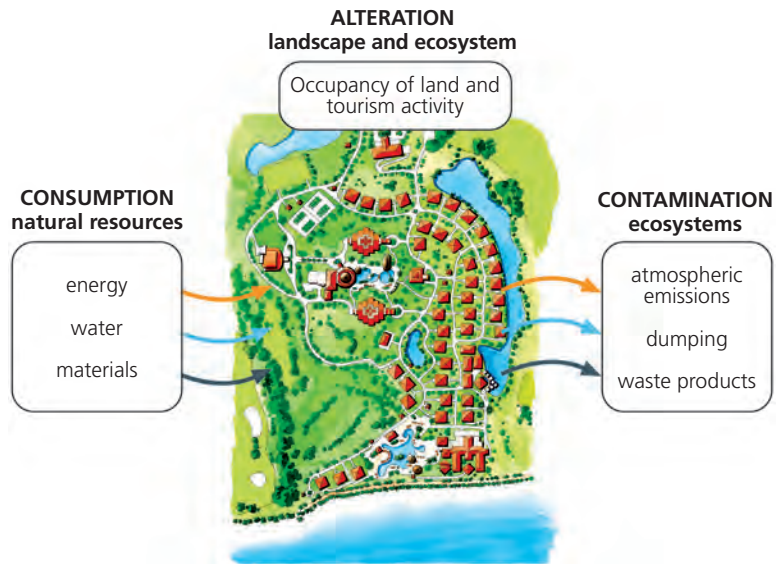 ALTERATION
landscape and ecosystem
Occupancy of land and
tourism activity
CONSUMPTION
natural resources
energy
water
materials
CONTAMINATION
ecosystems
atmospheric
emissions
dumping
waste products